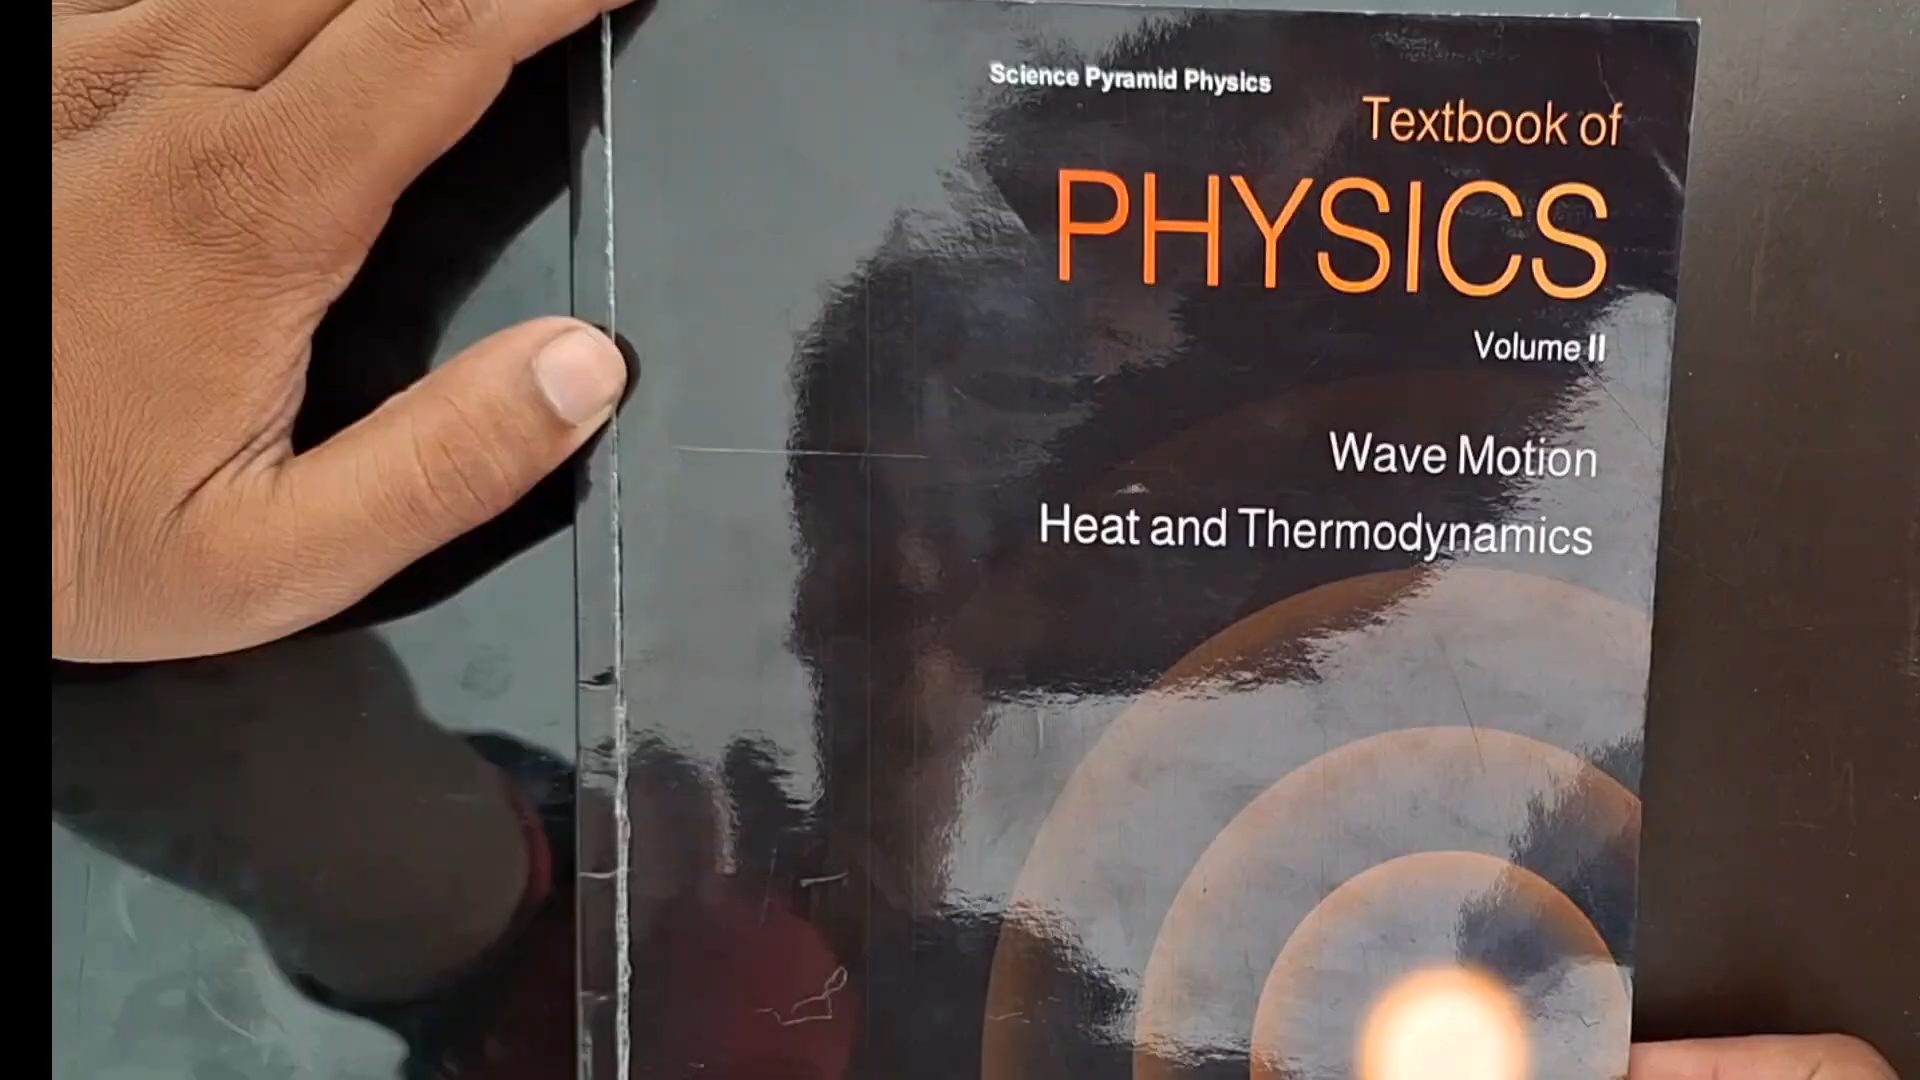 Science Pyramid Physics
Textbook of
PHYSICS
Volume II
Wave Motion
Heat and Thermodynamics